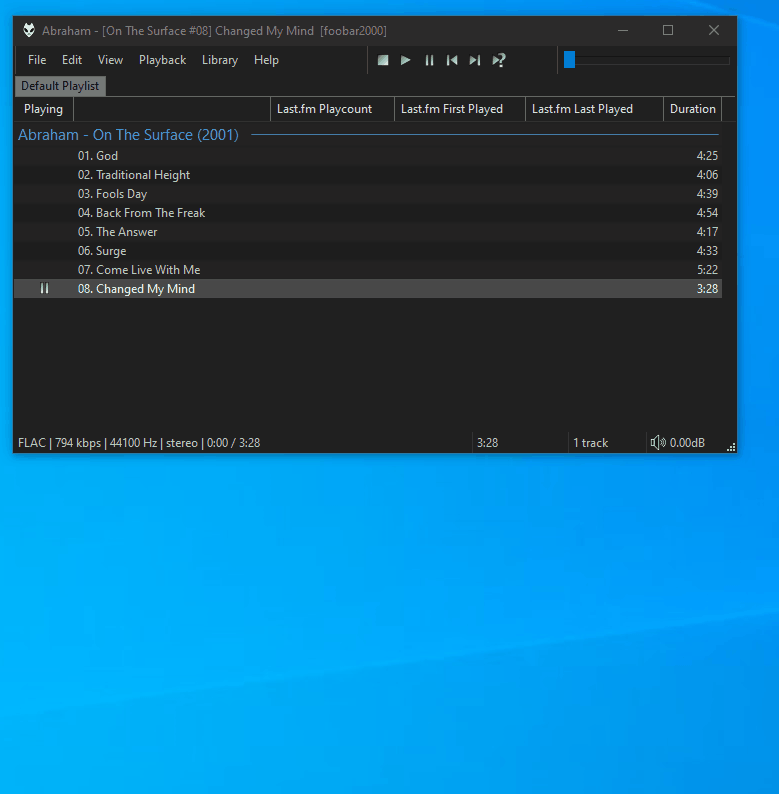 Abraham - [On The Surface #08] Changed My Mind [foobar2000]
File Edit View Playback Library Help
Default Playlist
Playing Last.fm Playcount Last.fm First Played Last.fm Last Played Duration
Abraham - On The Surface (2001)
01. God 4:25
02. Traditional Height 4:06
03. Fools Day 4:39
04. Back From The Freak 4:54
05. The Answer 4:17
06. Surge 4:33
07. Come Live With Me 5:22
08. Changed My Mind 3:28
FLAC | 794 kbps | 44100 Hz | stereo | 0:00 / 3:28 3:28 1 track 0.00dB